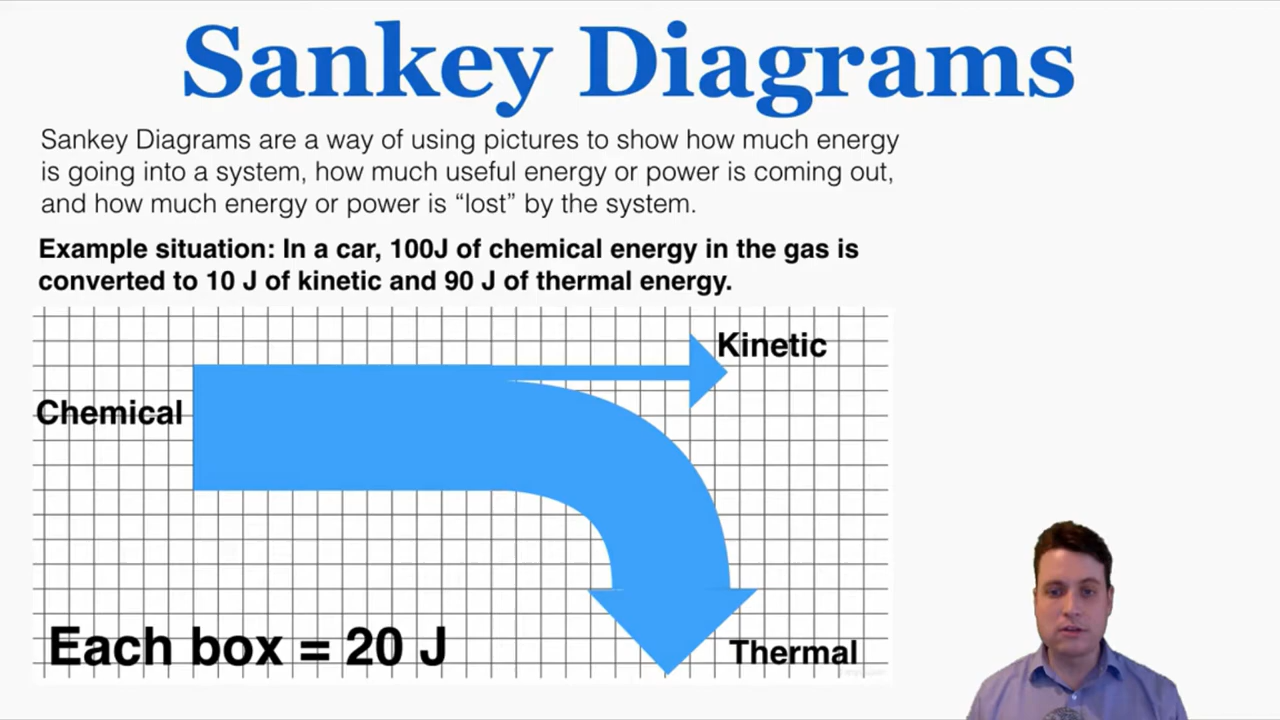 Sankey Diagrams
Sankey Diagrams are a way of using pictures to show how much energy
is going into a system, how much useful energy or power is coming out,
and how much energy or power is “lost” by the system.
Example situation: In a car, 100J of chemical energy in the gas is
converted to 10 J of kinetic and 90 J of thermal energy.
Kinetic
Chemical
Each box = 20 J
Thermal